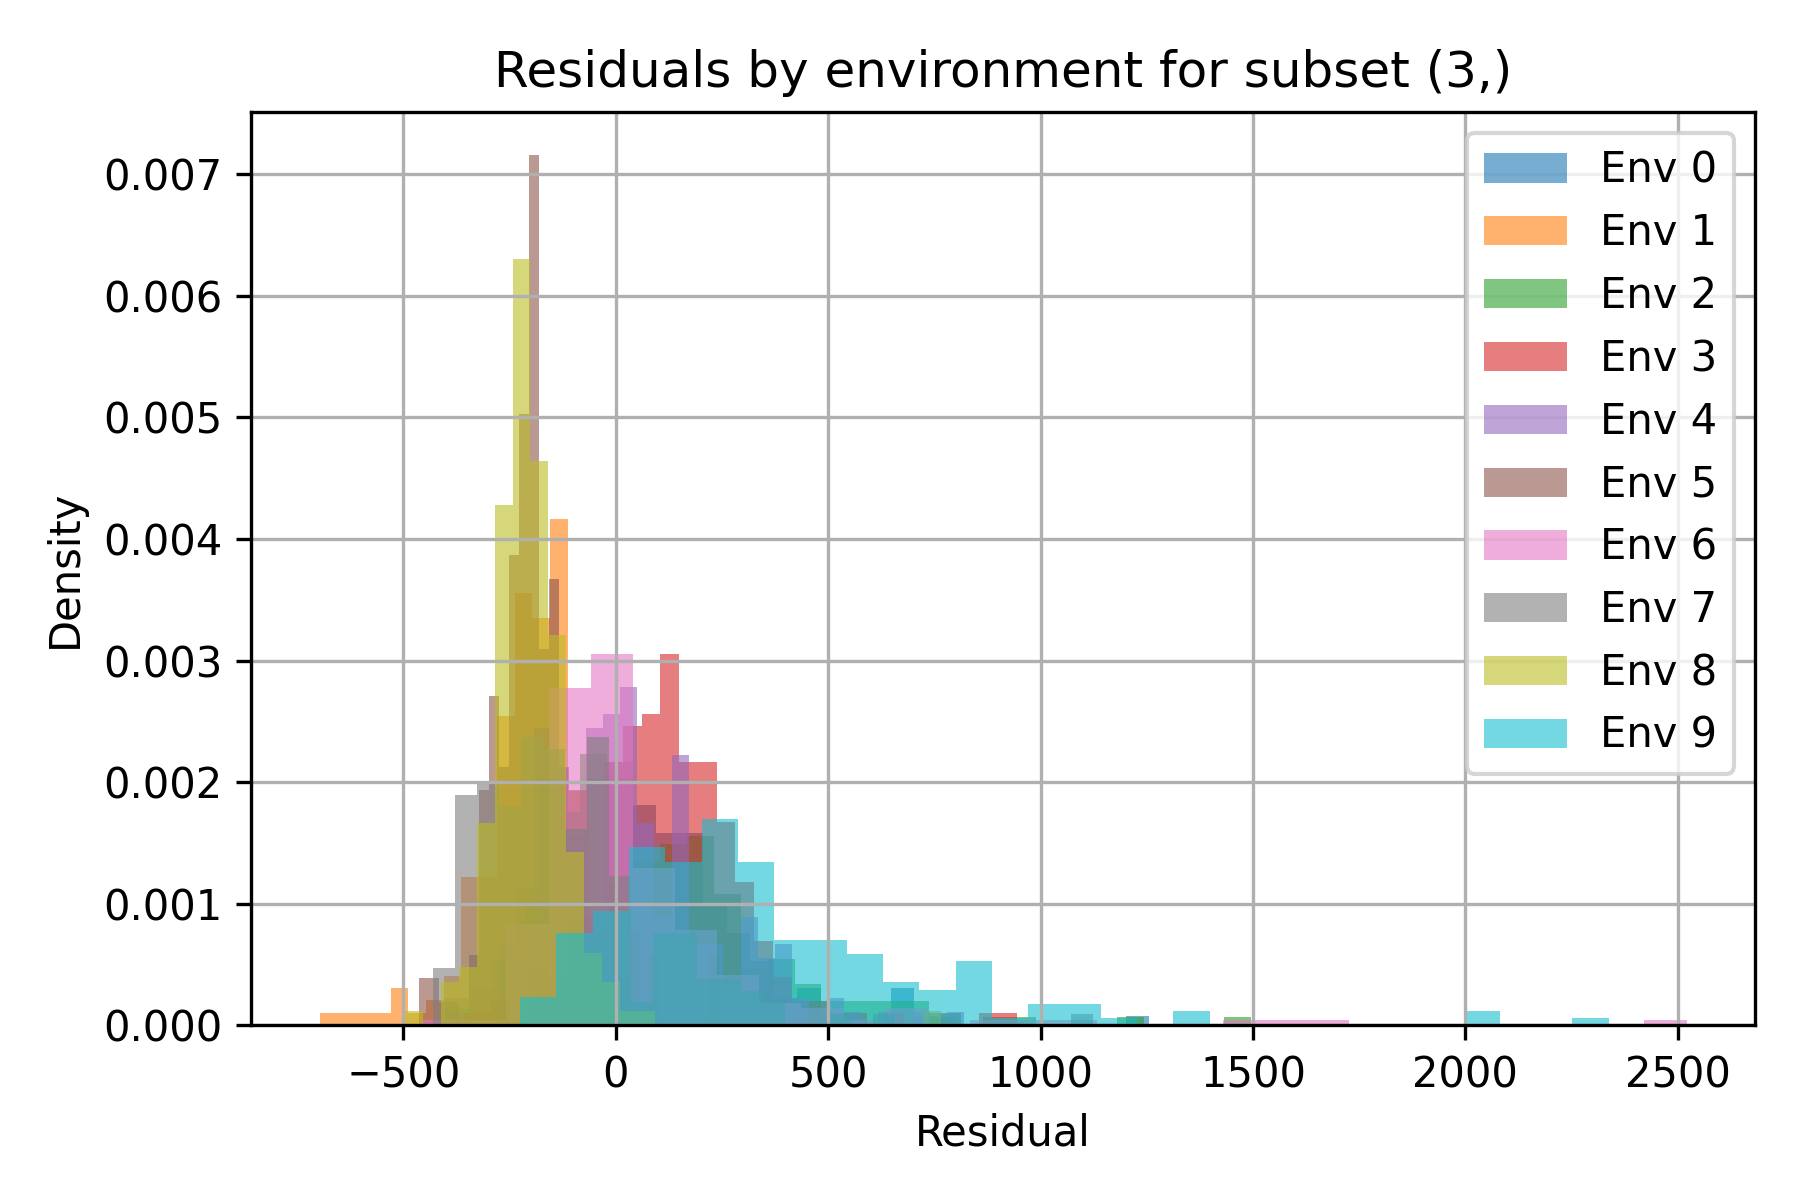 Residuals by environment for subset (3,)
Density
0.007
0.006
0.005
0.004
0.003
0.002
0.001
0.000
−500
0
500
1000
1500
2000
2500
Residual
Env 0
Env 1
Env 2
Env 3
Env 4
Env 5
Env 6
Env 7
Env 8
Env 9